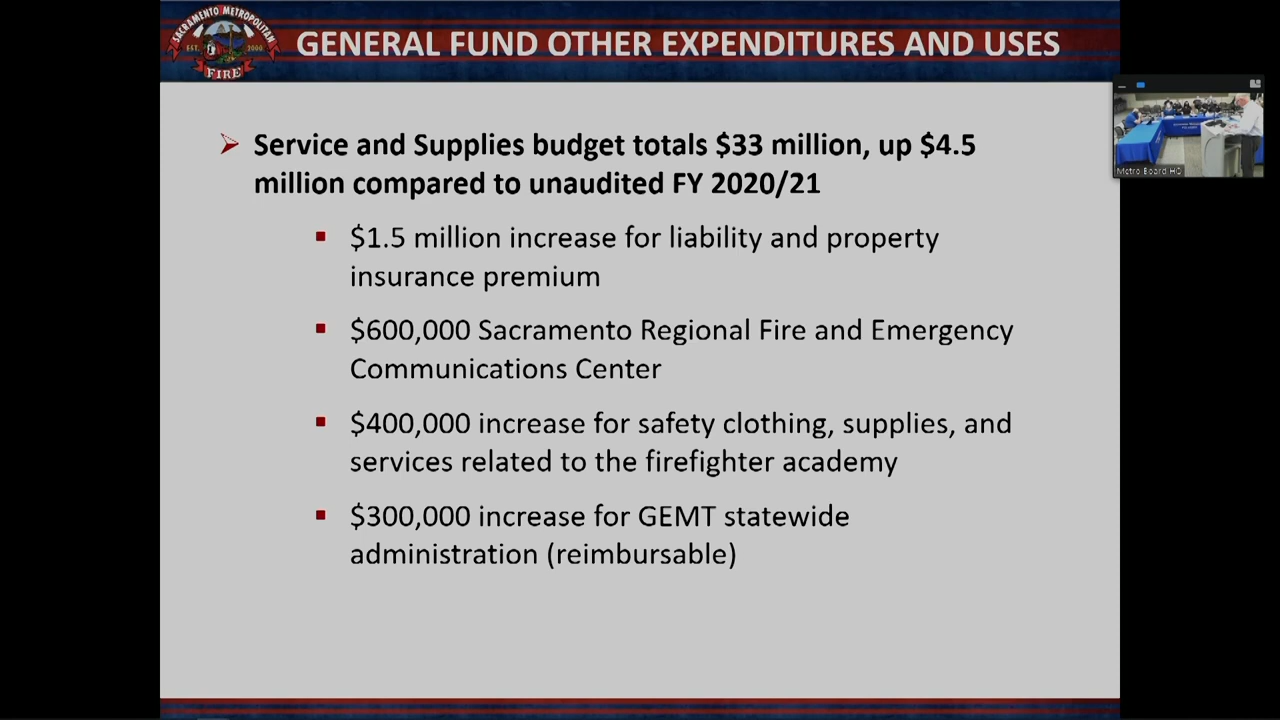 SACRAMENTO METROPOLITAN
EST. 2000
FIRE
GENERAL FUND OTHER EXPENDITURES AND USES
Service and Supplies budget totals $33 million, up $4.5
million compared to unaudited FY 2020/21
$1.5 million increase for liability and property
insurance premium
$600,000 Sacramento Regional Fire and Emergency
Communications Center
$400,000 increase for safety clothing, supplies, and
services related to the firefighter academy
$300,000 increase for GEMT statewide
administration (reimbursable)
Metro Board HQ